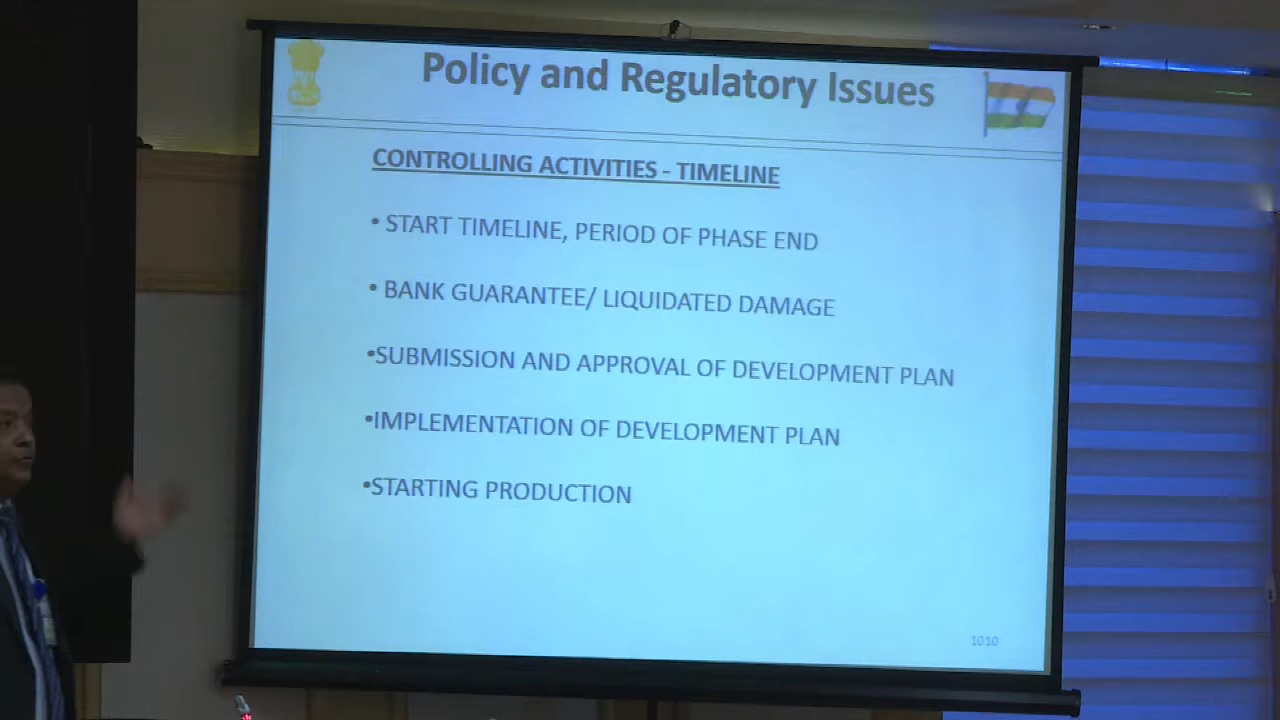 Policy and Regulatory Issues
CONTROLLING ACTIVITIES - TIMELINE
• START TIMELINE, PERIOD OF PHASE END
• BANK GUARANTEE/ LIQUIDATED DAMAGE
•SUBMISSION AND APPROVAL OF DEVELOPMENT PLAN
•IMPLEMENTATION OF DEVELOPMENT PLAN
•STARTING PRODUCTION
1010